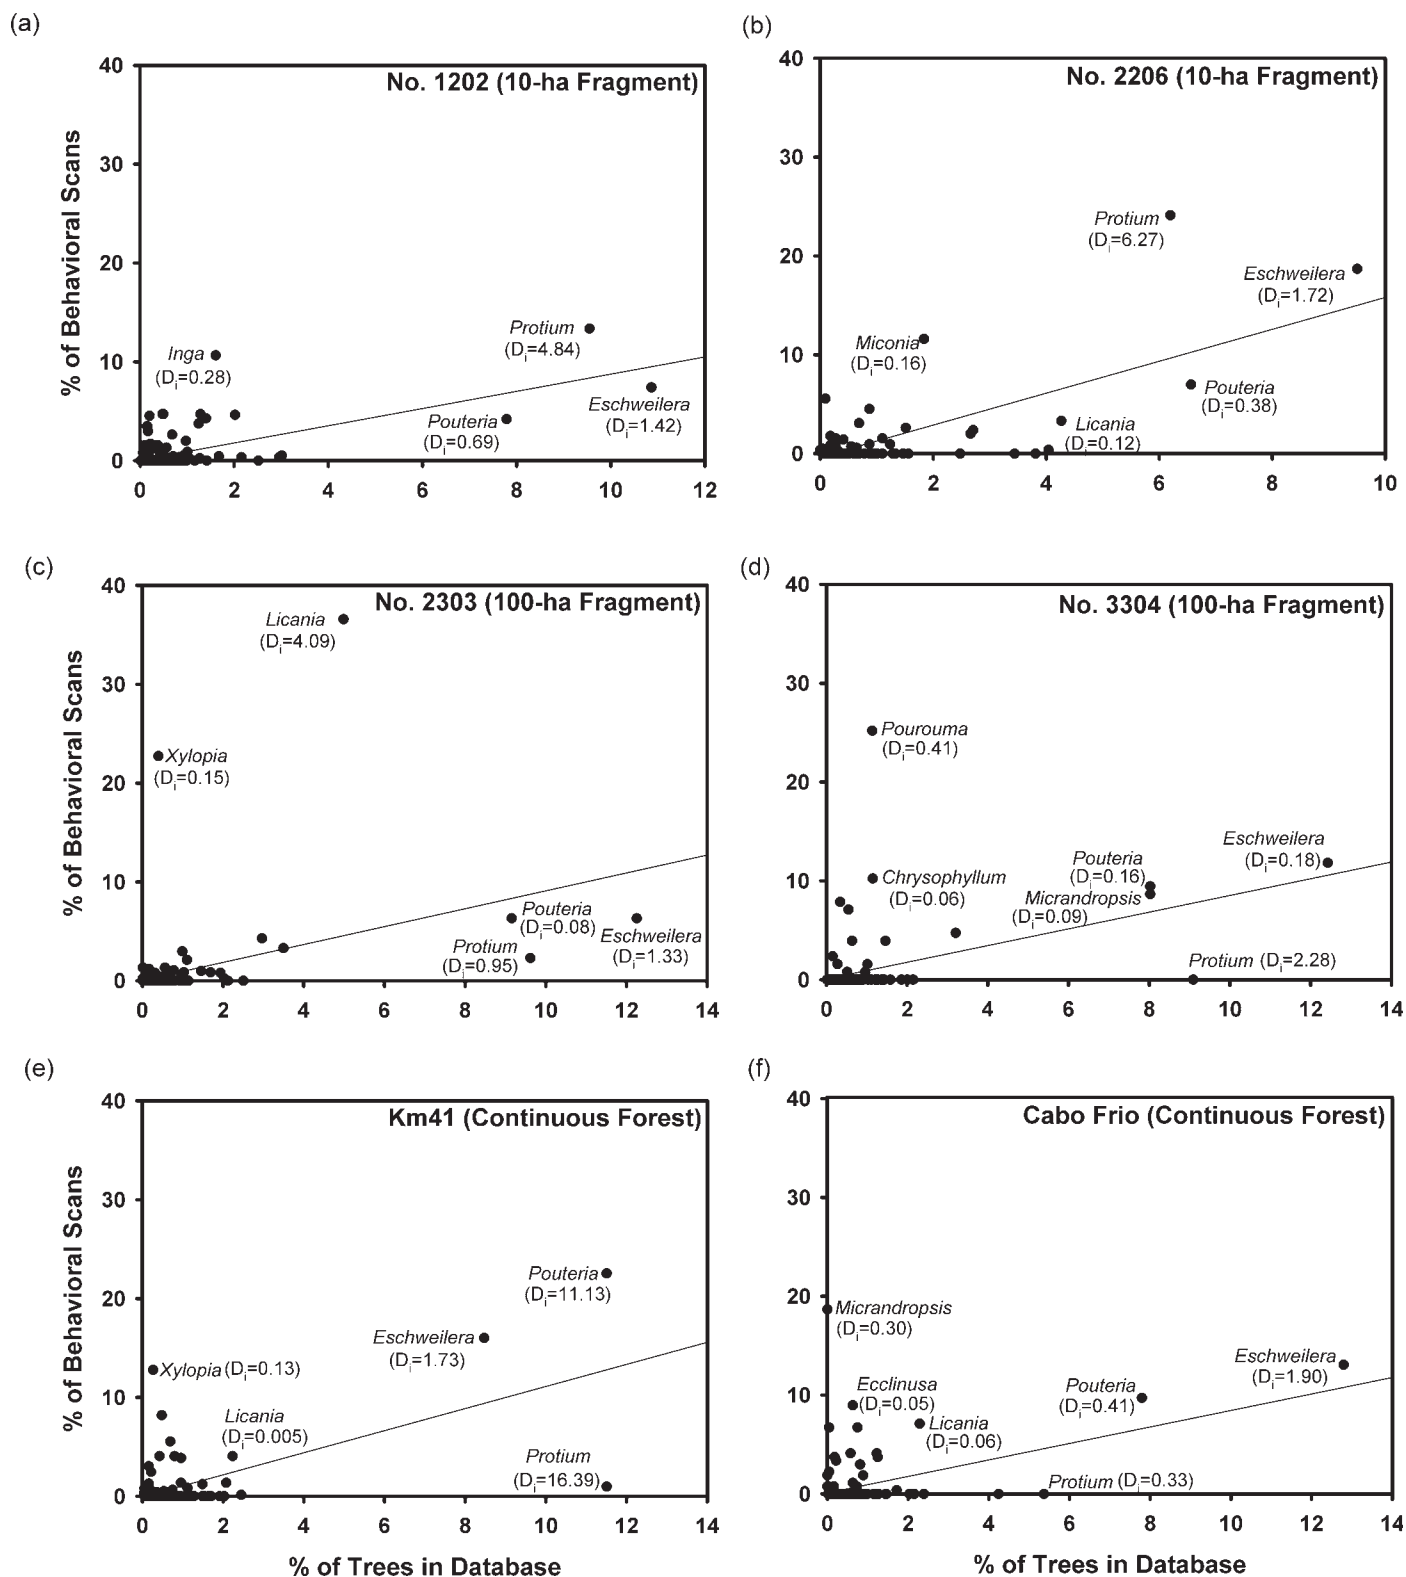 (a)
No. 1202 (10-ha Fragment)
% of Behavioral Scans
40
30
20
10
0
Inga
(Di=0.28)
Protium
(Di=4.84)
Eschweilera
(Di=1.42)
Pouteria
(Di=0.69)
0 2 4 6 8 10 12
(b)
No. 2206 (10-ha Fragment)
40
30
20
10
0
Protium
(Di=6.27)
Eschweilera
(Di=1.72)
Miconia
(Di=0.16)
Pouteria
(Di=0.38)
Licania
(Di=0.12)
0 2 4 6 8 10
(c)
No. 2303 (100-ha Fragment)
% of Behavioral Scans
40
30
20
10
0
Licania
(Di=4.09)
Xylopia
(Di=0.15)
Pouteria
(Di=0.08)
Eschweilera
(Di=1.33)
Protium
(Di=0.95)
0 2 4 6 8 10 12 14
(d)
No. 3304 (100-ha Fragment)
40
30
20
10
0
Pourouma
(Di=0.41)
Eschweilera
(Di=0.18)
Pouteria
(Di=0.16)
Chrysophyllum
(Di=0.06)
Micrandropsis
(Di=0.09)
Protium (Di=2.28)
0 2 4 6 8 10 12 14
(e)
Km41 (Continuous Forest)
% of Behavioral Scans
40
30
20
10
0
Pouteria
(Di=11.13)
Eschweilera
(Di=1.73)
Xylopia (Di=0.13)
Licania
(Di=0.005)
Protium
(Di=16.39)
0 2 4 6 8 10 12 14
% of Trees in Database
(f)
Cabo Frio (Continuous Forest)
40
30
20
10
0
Micrandropsis
(Di=0.30)
Eschweilera
(Di=1.90)
Ecclinusa
(Di=0.05)
Pouteria
(Di=0.41)
Licania
(Di=0.06)
Protium (Di=0.33)
0 2 4 6 8 10 12 14
% of Trees in Database